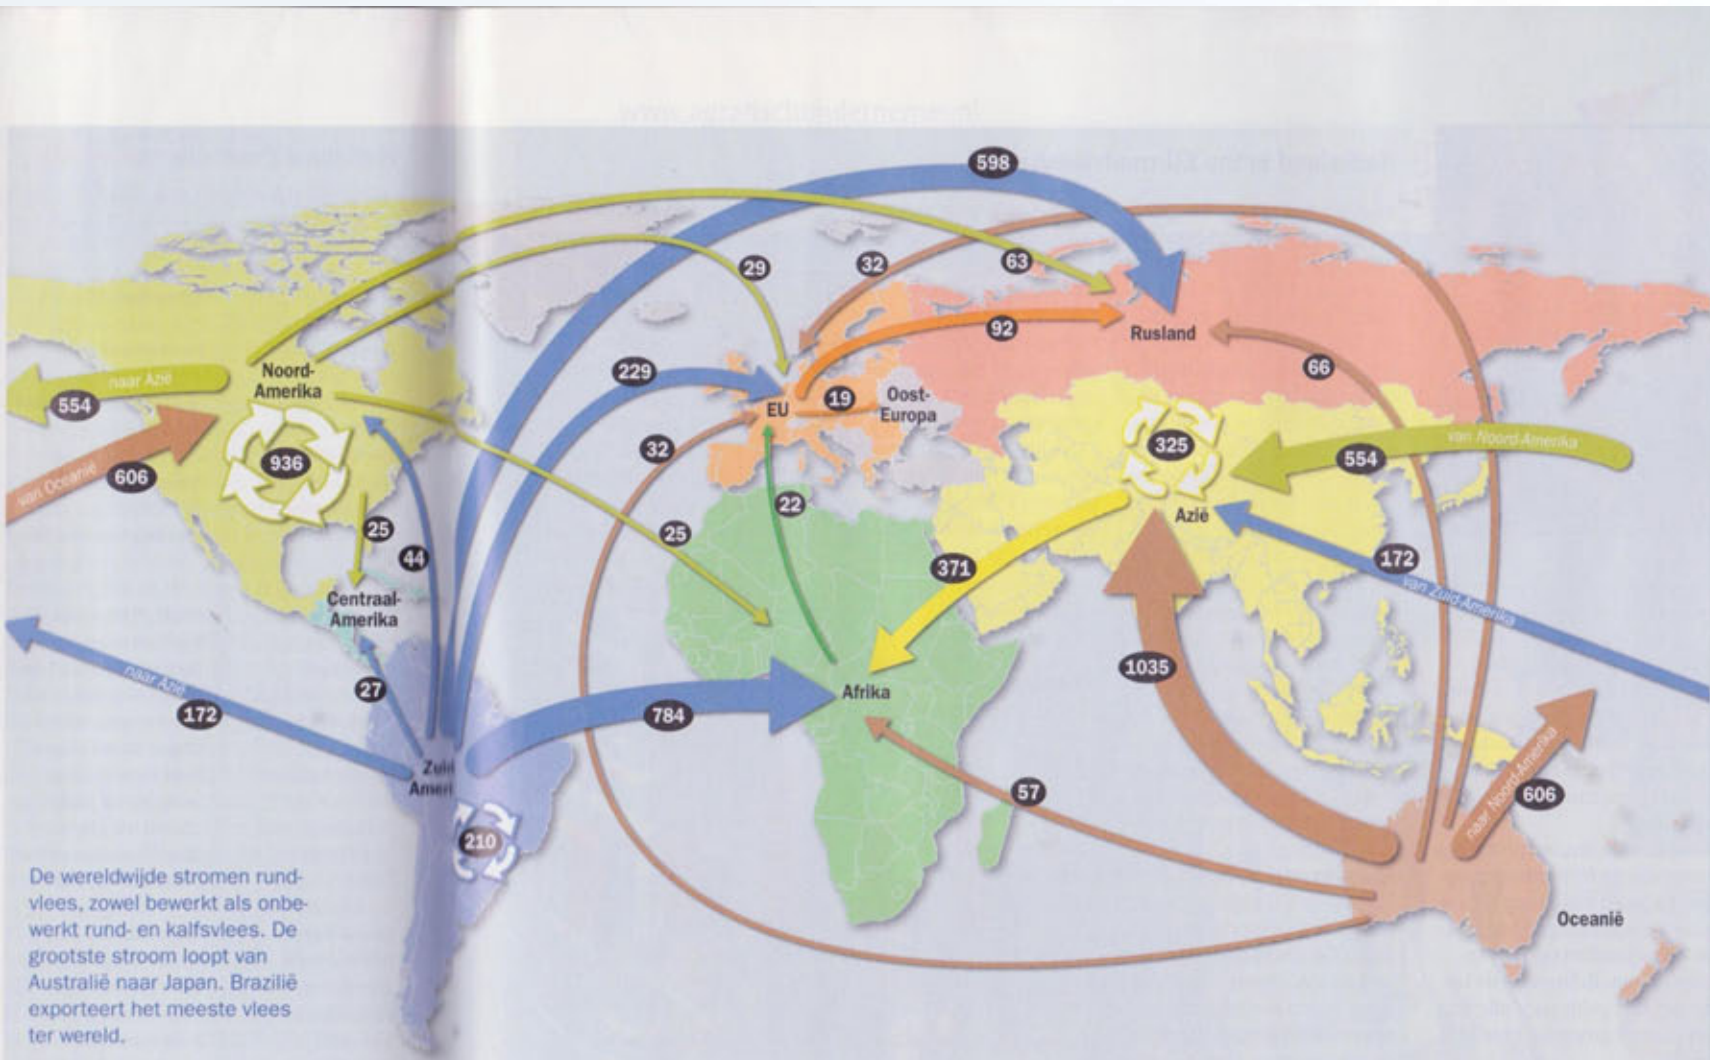 598
29
32
63
Rusland
92
66
229
naar Azië
554
Noord-
Amerika
EU
19
Oost-
Europa
van Oceanië
606
936
32
325
554
van Noord-Amerika
25
44
22
25
Azië
371
172
van Zuid-Amerika
Centraal-
Amerika
27
naar Azië
172
784
Afrika
1035
57
naar Noord-Amerika
606
210
Oceanië
De wereldwijde stromen rund-
vlees, zowel bewerkt als onbe-
werkt rund- en kalfsvlees. De
grootste stroom loopt van
Australië naar Japan. Brazilië
exporteert het meeste vlees
ter wereld.